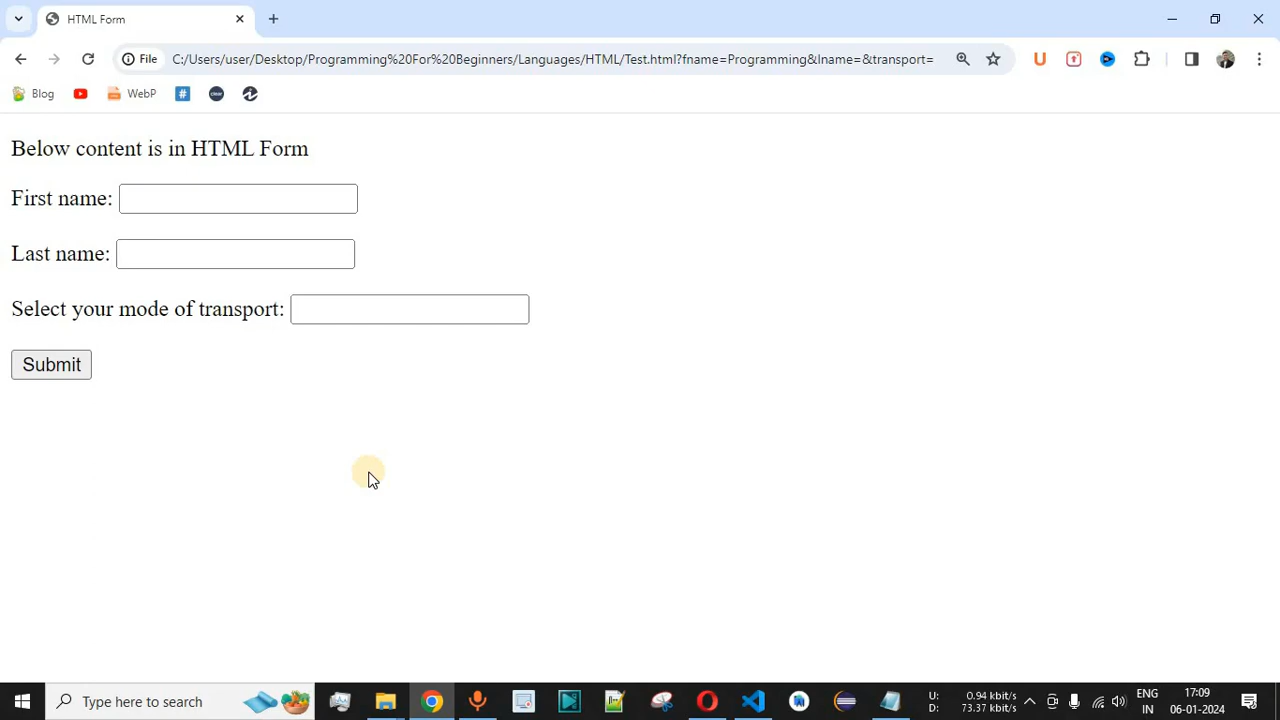 HTML Form
File
C:/Users/user/Desktop/Programming%20For%20Beginners/Languages/HTML/Test.html?fname=Programming&lname=&transport=
Blog
WebP
Below content is in HTML Form
First name:
Last name:
Select your mode of transport:
Submit
Type here to search
U: 0.94 kbit/s
D: 73.37 kbit/s
ENG
IN
17:09
06-01-2024